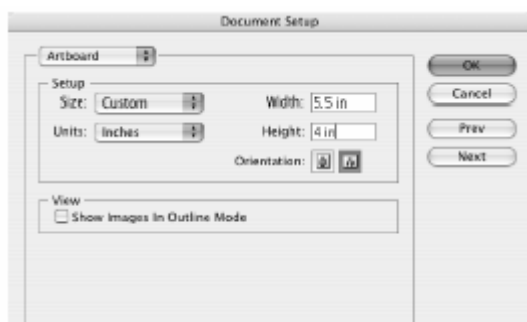 Document Setup
Artboard
OK
Cancel
Prev
Next
Setup
Size: Custom
Width: 5.5 in
Units: Inches
Height: 4 in
Orientation:
View
Show Images In Outline Mode